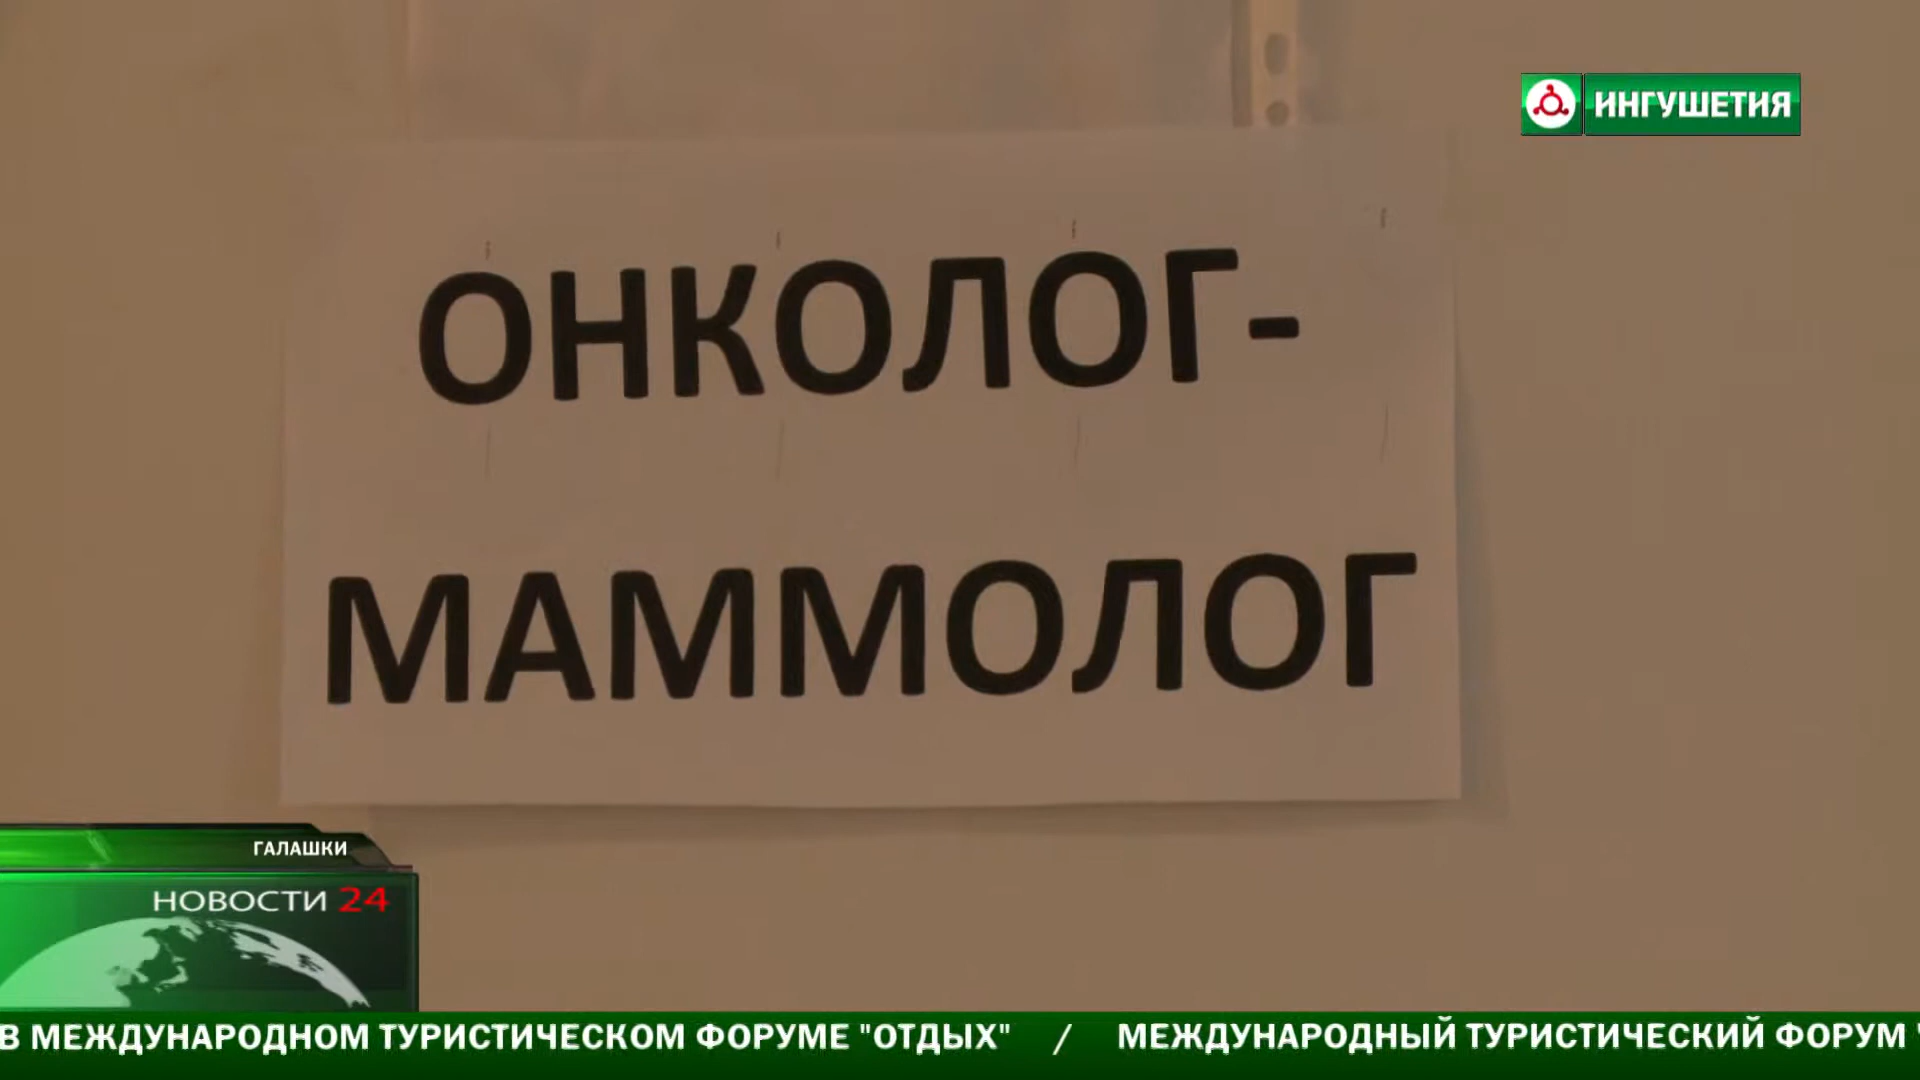 ИНГУШЕТИЯ
ОНКОЛОГ-
МАММОЛОГ
ГАЛАШКИ
НОВОСТИ 24
В МЕЖДУНАРОДНОМ ТУРИСТИЧЕСКОМ ФОРУМЕ "ОТДЫХ" / МЕЖДУНАРОДНЫЙ ТУРИСТИЧЕСКИЙ ФОРУМ "